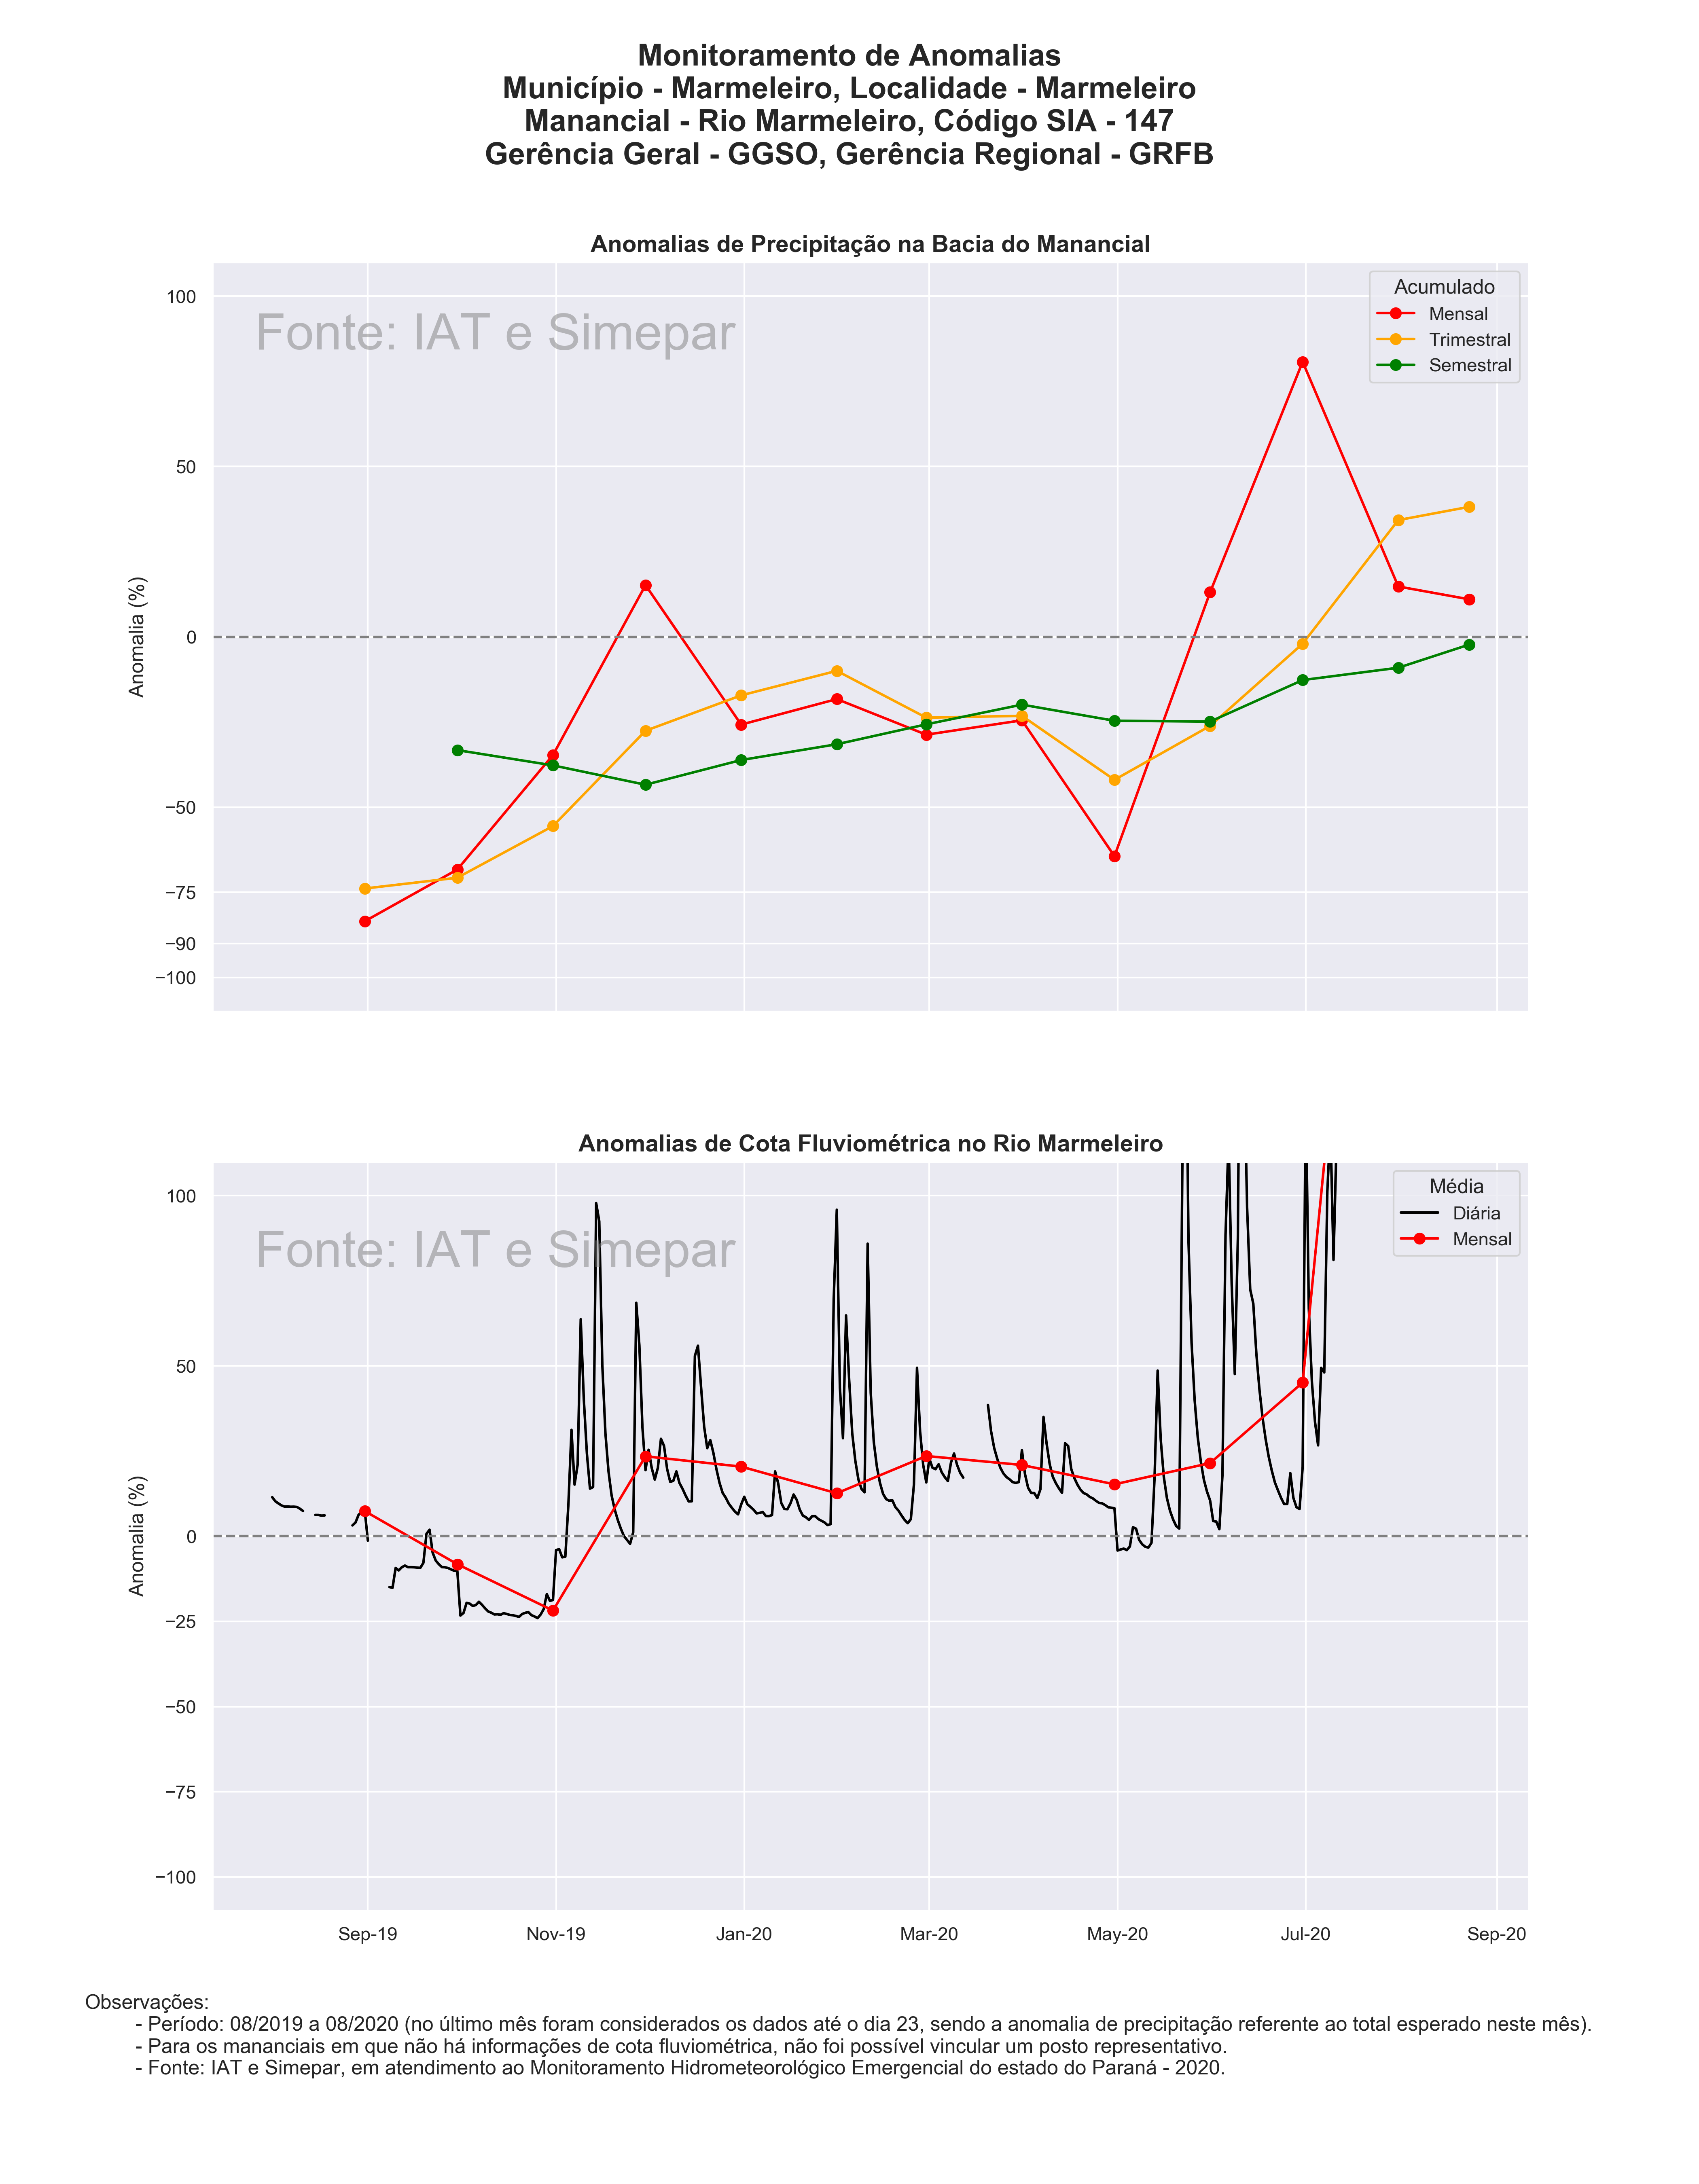 Monitoramento de Anomalias
Município - Marmeleiro, Localidade - Marmeleiro
Manancial - Rio Marmeleiro, Código SIA - 147
Gerência Geral - GGSO, Gerência Regional - GRFB
Anomalias de Precipitação na Bacia do Manancial
Fonte: IAT e Simepar
Acumulado
Mensal
Trimestral
Semestral
Anomalia (%)
100
50
0
−50
−75
−90
−100
Anomalias de Cota Fluviométrica no Rio Marmeleiro
Fonte: IAT e Simepar
Média
Diária
Mensal
Anomalia (%)
100
50
0
−25
−50
−75
−100
Sep-19 Nov-19 Jan-20 Mar-20 May-20 Jul-20 Sep-20
Observações:
- Período: 08/2019 a 08/2020 (no último mês foram considerados os dados até o dia 23, sendo a anomalia de precipitação referente ao total esperado neste mês).
- Para os mananciais em que não há informações de cota fluviométrica, não foi possível vincular um posto representativo.
- Fonte: IAT e Simepar, em atendimento ao Monitoramento Hidrometeorológico Emergencial do estado do Paraná - 2020.